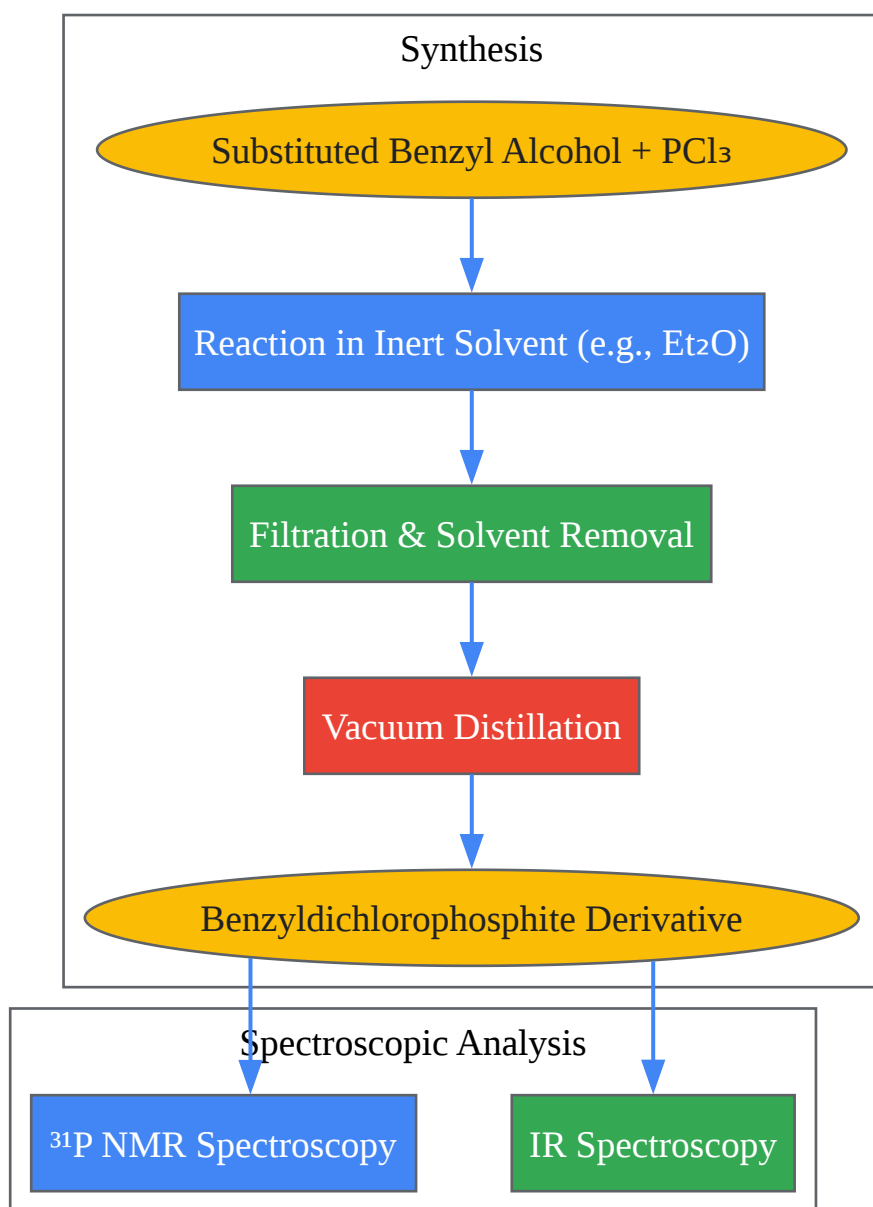 Synthesis
Substituted Benzyl Alcohol + PCl₃
Reaction in Inert Solvent (e.g., Et₂O)
Filtration & Solvent Removal
Vacuum Distillation
Benzyldichlorophosphite Derivative
Spectroscopic Analysis
³¹P NMR Spectroscopy
IR Spectroscopy